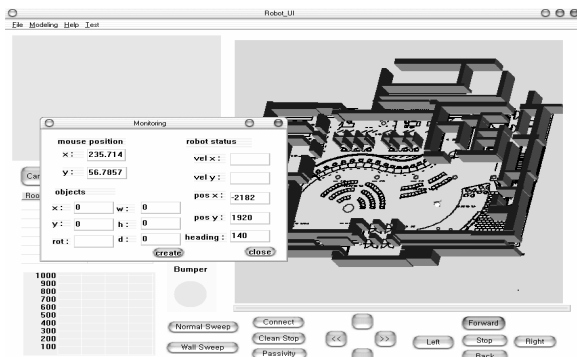 Robot_UI
File Modeling Help Test
Monitoring
mouse position
x : 235.714
y : 56.7857
robot status
vel x :
vel y :
pos x : -2182
pos y : 1920
heading : 140
objects
x : 0 w : 0
y : 0 h : 0
rot : d : 0
create
close
1000
900
800
700
600
500
400
300
200
100
Bumper
Normal Sweep
Wall Sweep
Connect
Clean Stop
Passivity
<<
>>
Forward
Left
Stop
Right
Back